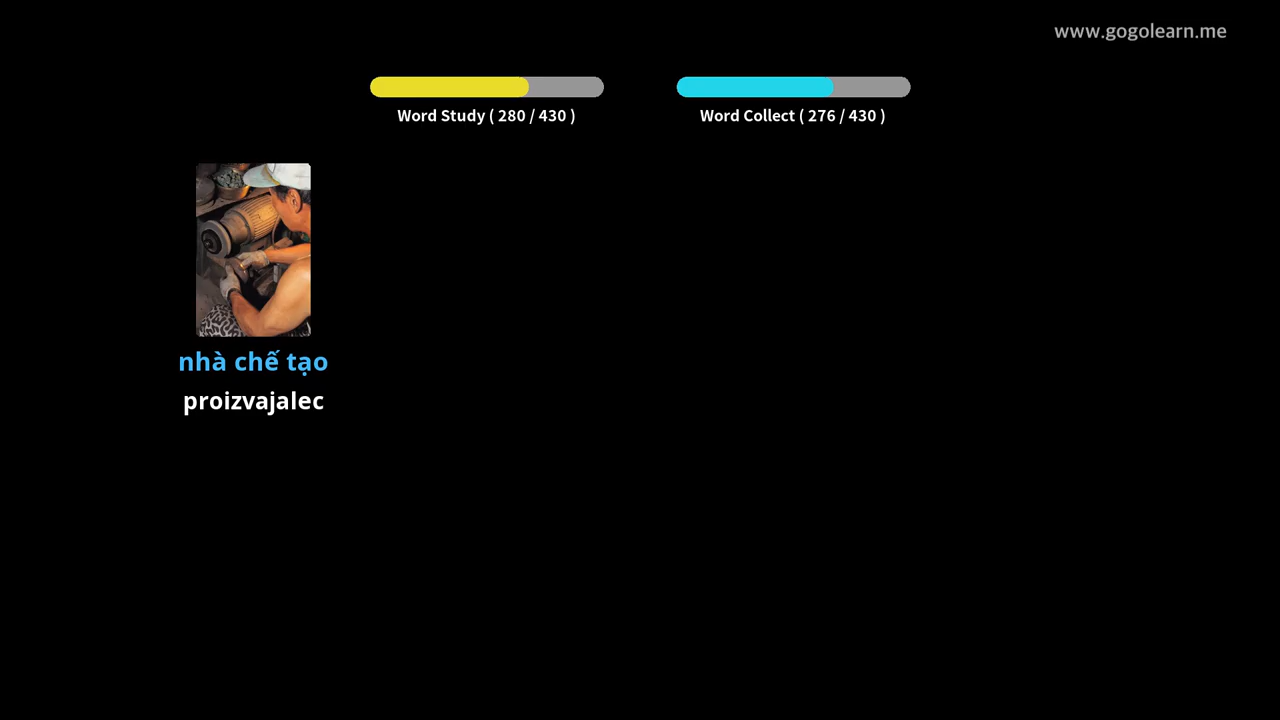 www.gogolearn.me
Word Study ( 280 / 430 )
Word Collect ( 276 / 430 )
nhà chế tạo
proizvajalec